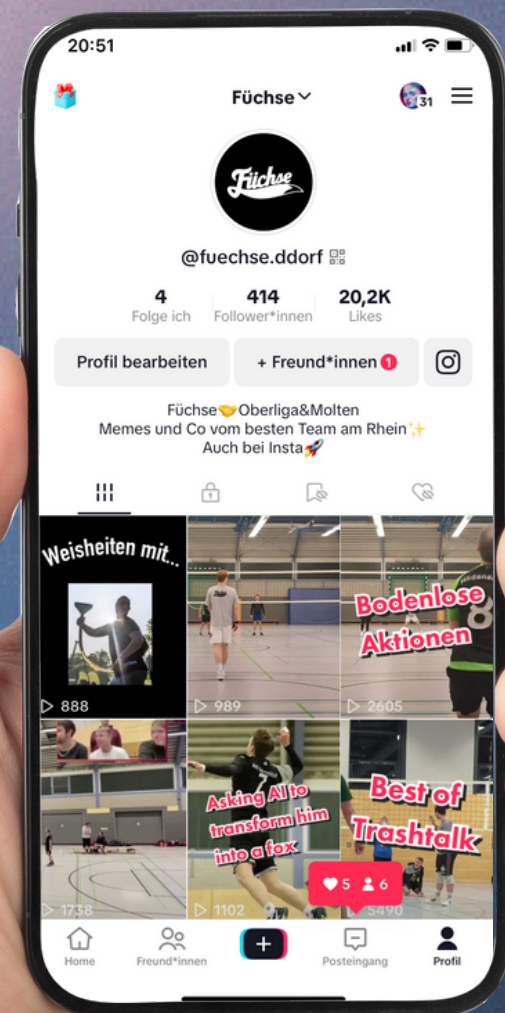 20:51
Füchse
31
Füchse
@fuechse.ddorf
4 414 20,2K
Folge ich Follower*innen Likes
Profil bearbeiten + Freund*innen 1
Füchse🤝Oberliga&Molten
Memes und Co vom besten Team am Rhein✨
Auch bei Insta🚀
Weisheiten mit...
888
989
8
Bodenlose
Aktionen
2605
1738
7
Asking AI to
transform him
into a fox
1102
Best of
Trashtalk
5490
5 6
Home Freund*innen Posteingang Profil